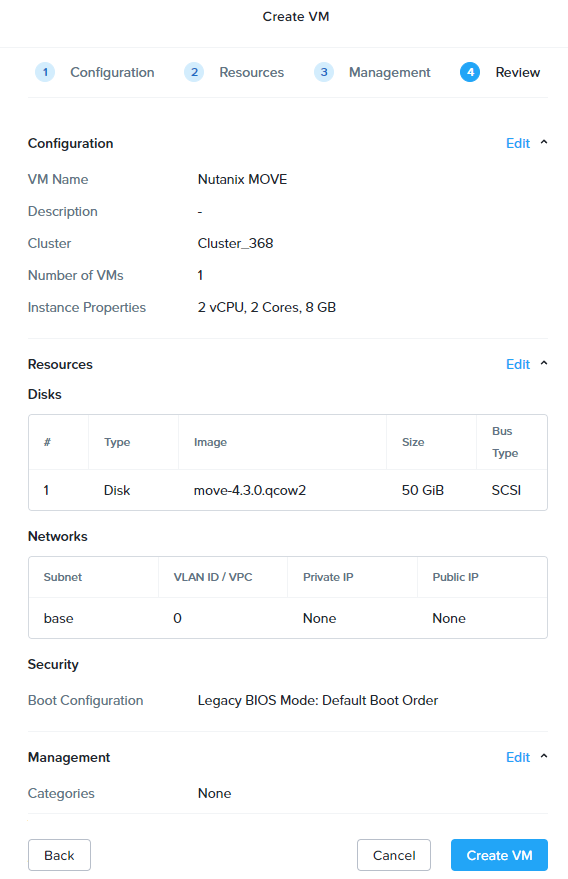 Create VM
1 Configuration 2 Resources 3 Management 4 Review
Configuration Edit
VM Name Nutanix MOVE
Description -
Cluster Cluster_368
Number of VMs 1
Instance Properties 2 vCPU, 2 Cores, 8 GB
Resources Edit
Disks
# Type Image Size Bus Type
1 Disk move-4.3.0.qcow2 50 GiB SCSI
Networks
Subnet VLAN ID / VPC Private IP Public IP
base 0 None None
Security
Boot Configuration Legacy BIOS Mode: Default Boot Order
Management Edit
Categories None
Back Cancel Create VM